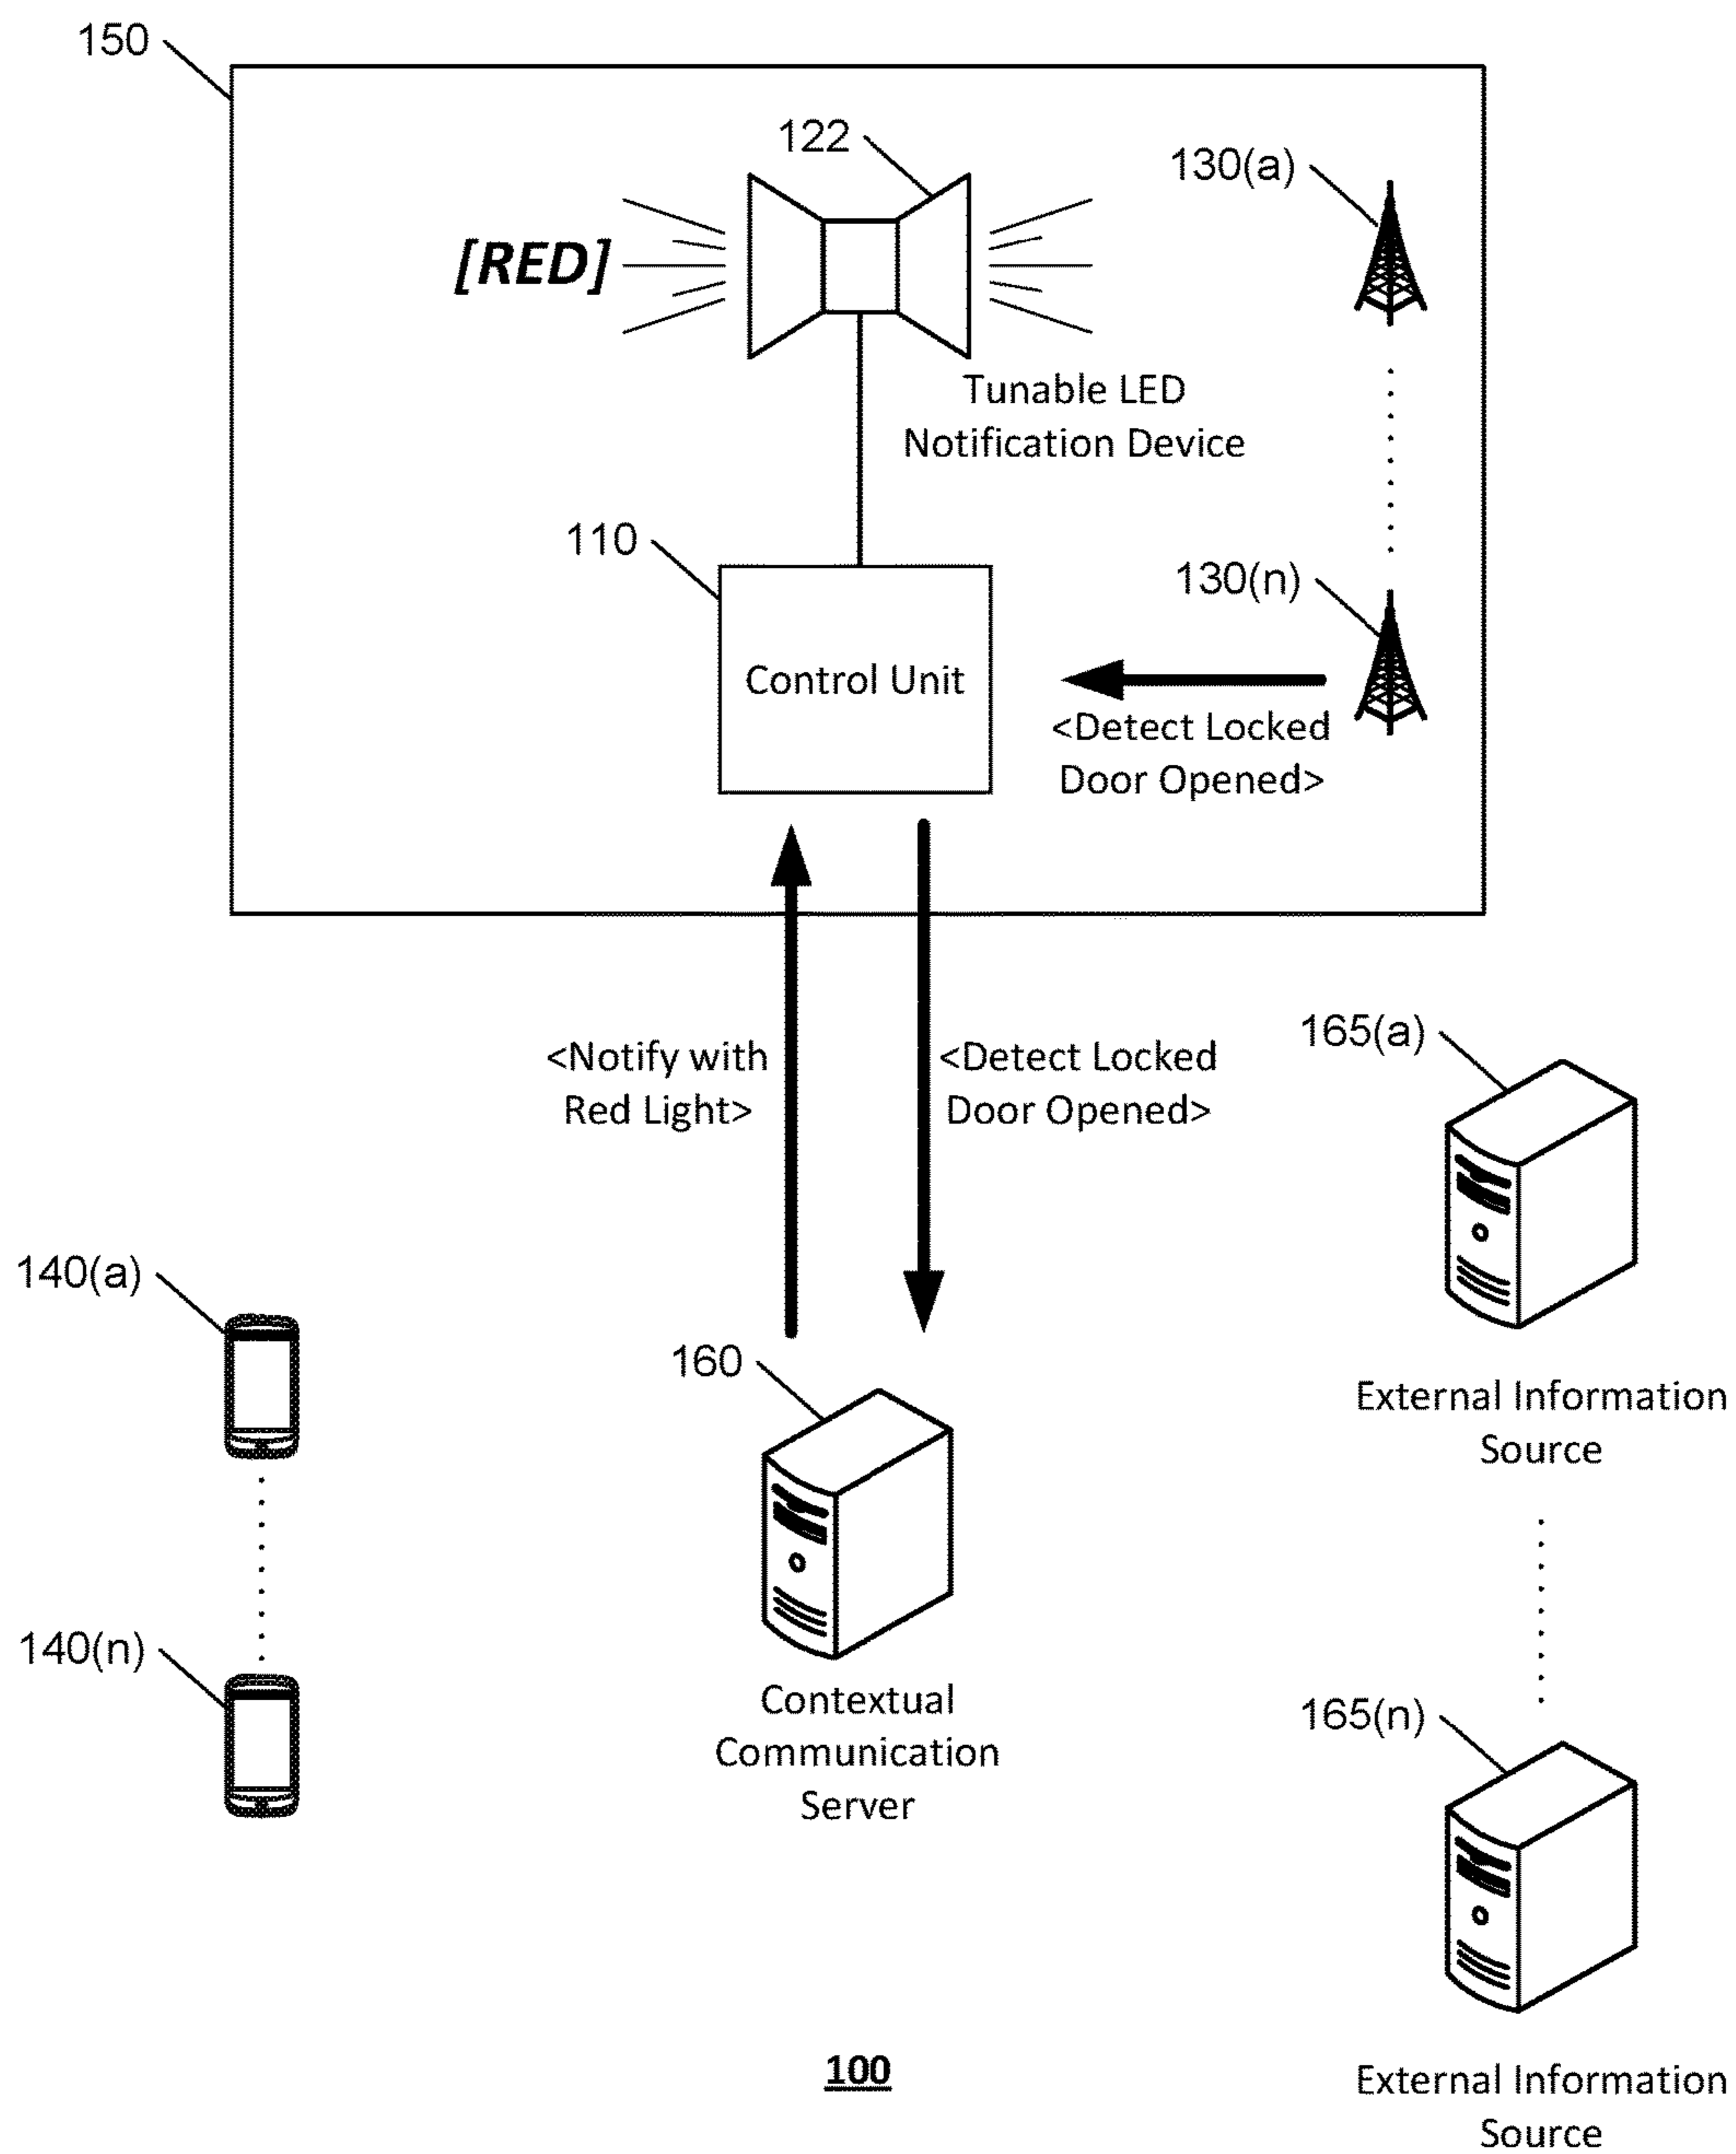 150
122
130(a)
[RED]
Tunable LED
Notification Device
110
130(n)
Control Unit
<Detect Locked
Door Opened>
<Notify with
Red Light>
<Detect Locked
Door Opened>
165(a)
140(a)
160
External Information
Source
140(n)
Contextual
Communication
Server
165(n)
100
External Information
Source